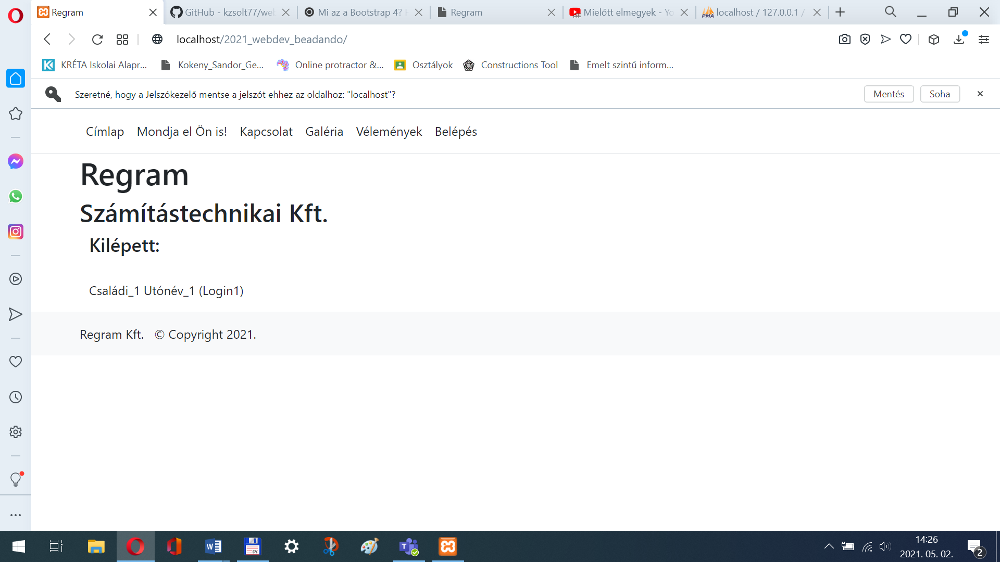 Regram
GitHub - kzsolt77/we
Mi az a Bootstrap 4?
Regram
Mielőtt elmegyek - Yo
localhost / 127.0.0.1 /
localhost/2021_webdev_beadando/
KRÉTA Iskolai Alapr...
Kokeny_Sandor_Ge...
Online protractor &...
Osztályok
Constructions Tool
Emelt szintű inform...
Szeretné, hogy a Jelszókezelő mentse a jelszót ehhez az oldalhoz: "localhost"?
Mentés
Soha
Címlap Mondja el Ön is! Kapcsolat Galéria Vélemények Belépés
Regram
Számítástechnikai Kft.
Kilépett:
Családi_1 Utónév_1 (Login1)
Regram Kft. © Copyright 2021.
14:26
2021. 05. 02.
2